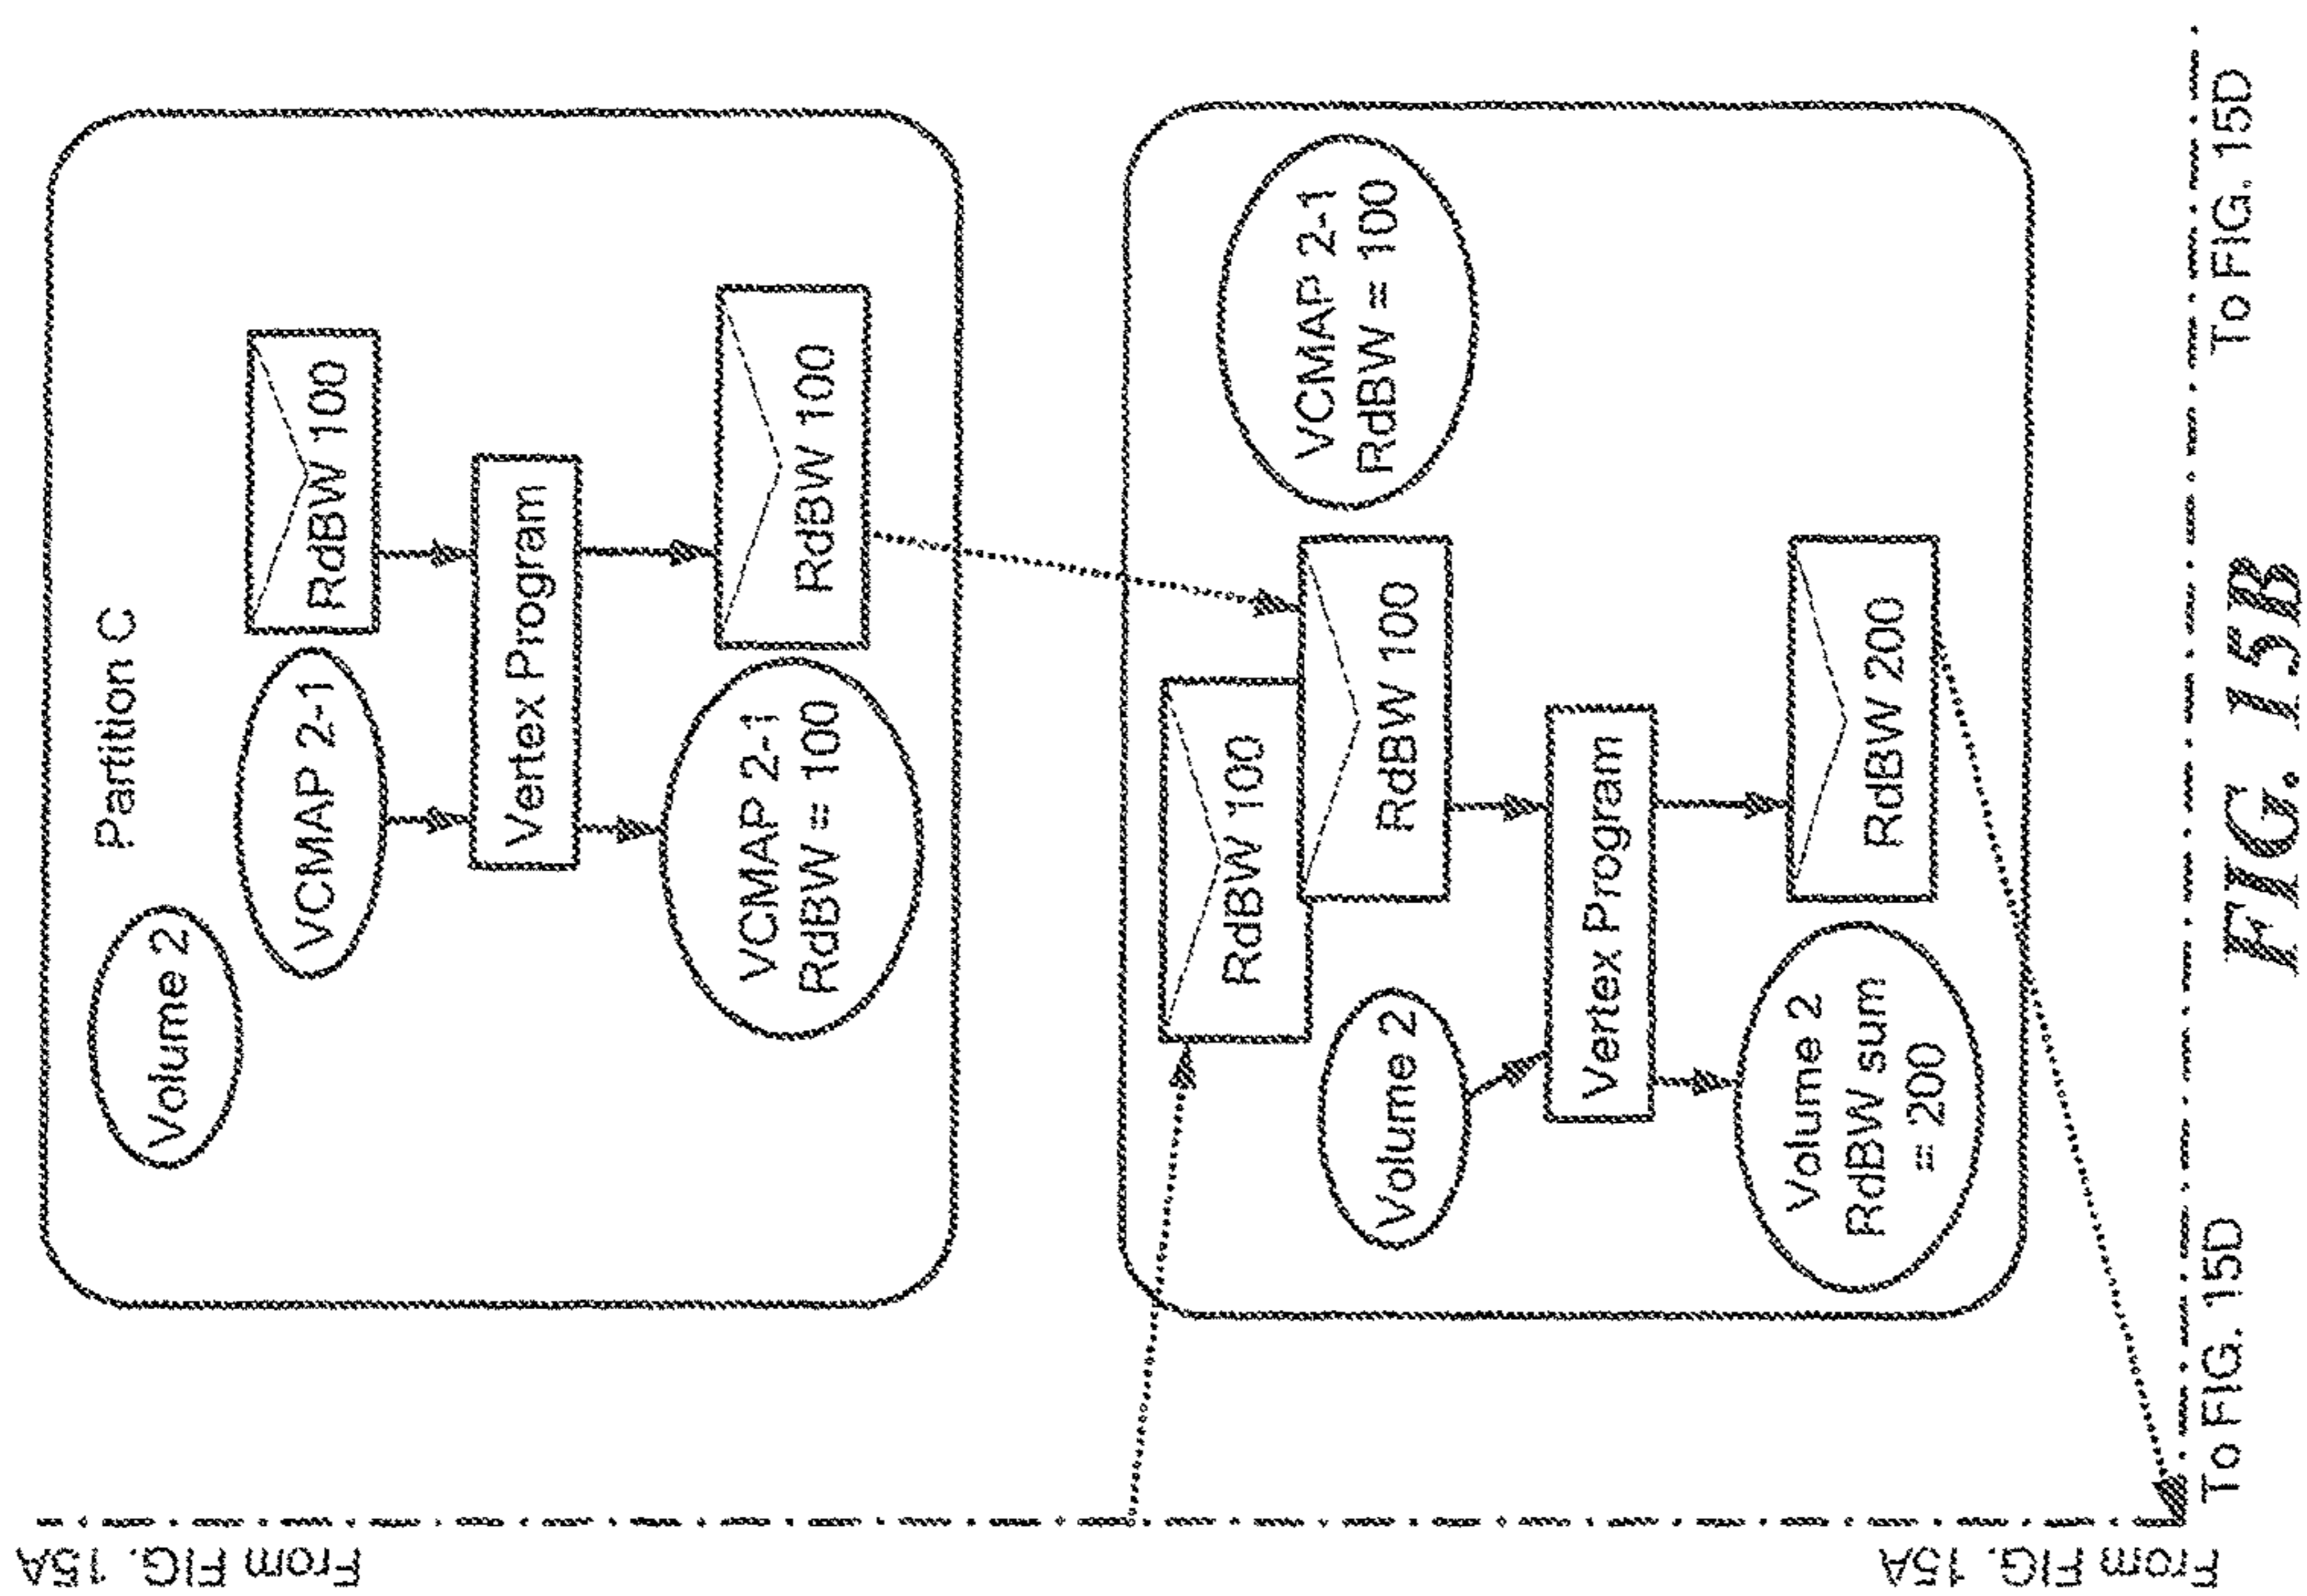 From FIG. 15A
Partition C
Volume 2
VCMAP 2-1
RdBW 100
Vertex Program
VCMAP 2-1
RdBW = 100
RdBW 100
RdBW 100
RdBW 100
VCMAP 2-1
RdBW = 100
Volume 2
Vertex Program
Volume 2
RdBW sum
= 200
RdBW 200
From FIG. 15A
To FIG. 15D
To FIG. 15D
FIG. 15B